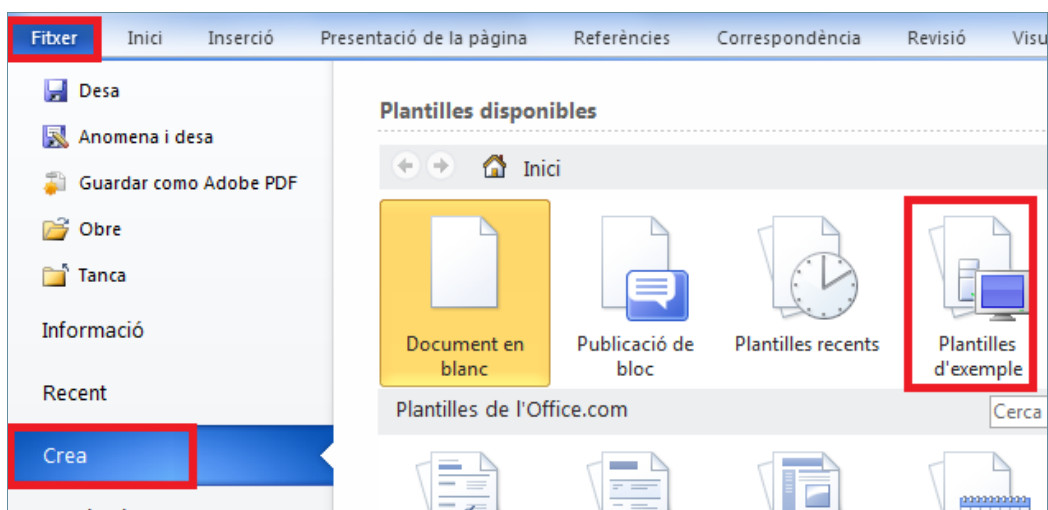 Fitxer Inici Inserció Presentació de la pàgina Referències Correspondència Revisió
Desa
Anomena i desa
Guardar como Adobe PDF
Obre
Tanca
Informació
Recent
Crea
Plantilles disponibles
Inici
Document en
blanc
Publicació de
bloc
Plantilles recents
Plantilles
d'exemple
Plantilles de l'Office.com
Cerca